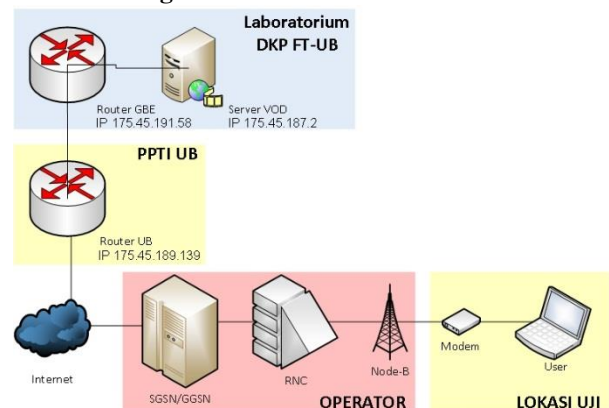 Laboratorium
DKP FT-UB
Router GBE
IP 175.45.191.58
Server VOD
IP 175.45.187.2
PPTI UB
Router UB
IP 175.45.189.139
Internet
SGSN/GGSN
RNC
Node-B
Modem
User
OPERATOR
LOKASI UJI